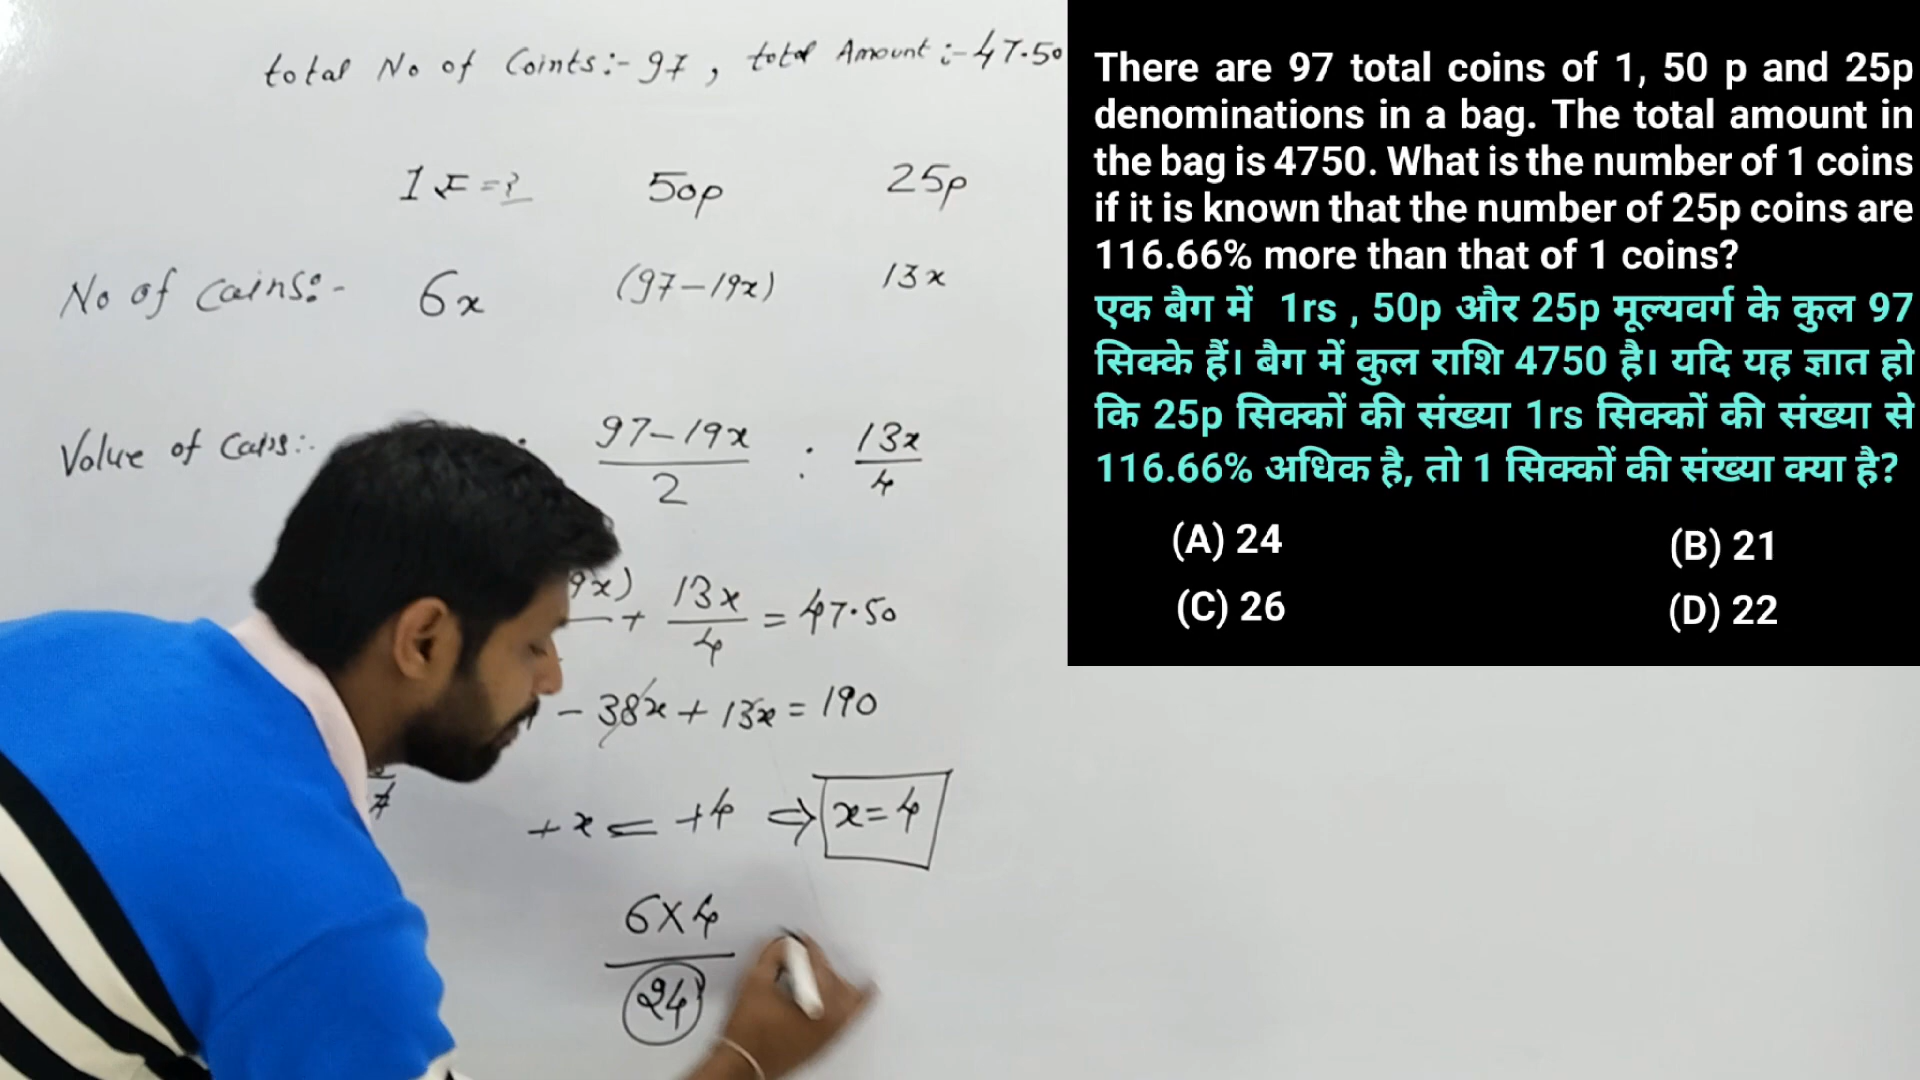 total No of Coints:- 97, total Amount:- 47.50
1₹ =? 50p 25p
No of cains:- 6x (97-19x) 13x
Value of : 97-19x/2 : 13x/4
9x) + 13x/4 = 47.50
- 38x + 13x = 190
+x = +4 ⇒ x=4
6×4
24
There are 97 total coins of 1, 50 p and 25p
denominations in a bag. The total amount in
the bag is 4750. What is the number of 1 coins
if it is known that the number of 25p coins are
116.66% more than that of 1 coins?
एक बैग में 1rs , 50p और 25p मूल्यवर्ग के कुल 97
सिक्के हैं। बैग में कुल राशि 4750 है। यदि यह ज्ञात हो
कि 25p सिक्कों की संख्या 1rs सिक्कों की संख्या से
116.66% अधिक है, तो 1 सिक्कों की संख्या क्या है?
(A) 24 (B) 21
(C) 26 (D) 22